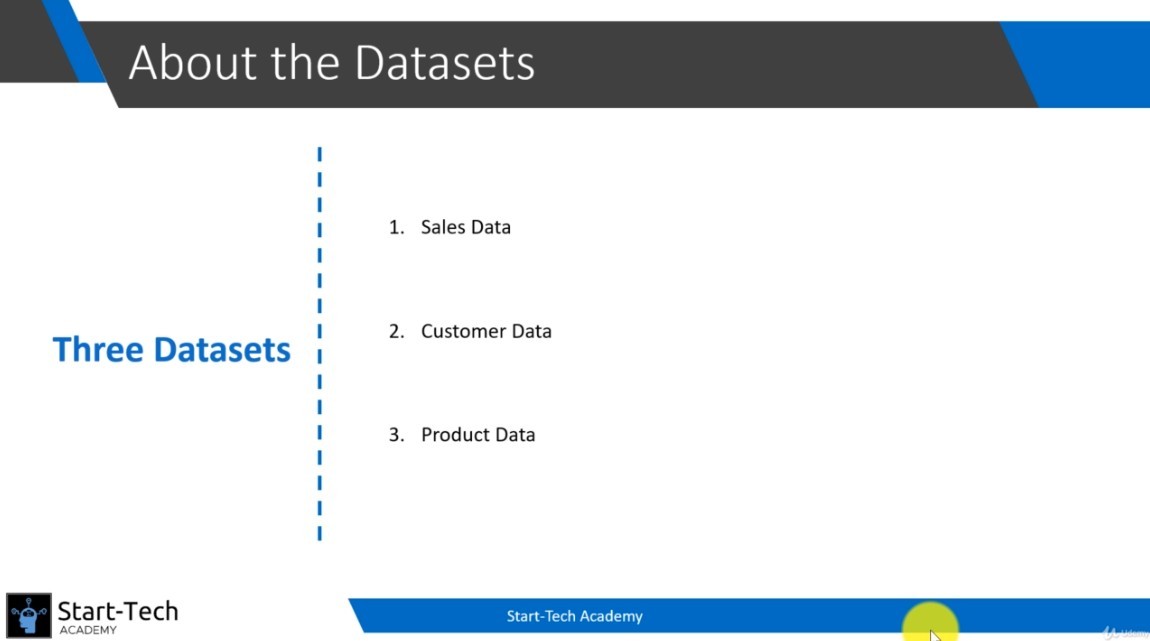 About the Datasets
Three Datasets
1. Sales Data
2. Customer Data
3. Product Data
Start-Tech
ACADEMY
Start-Tech Academy
Udemy